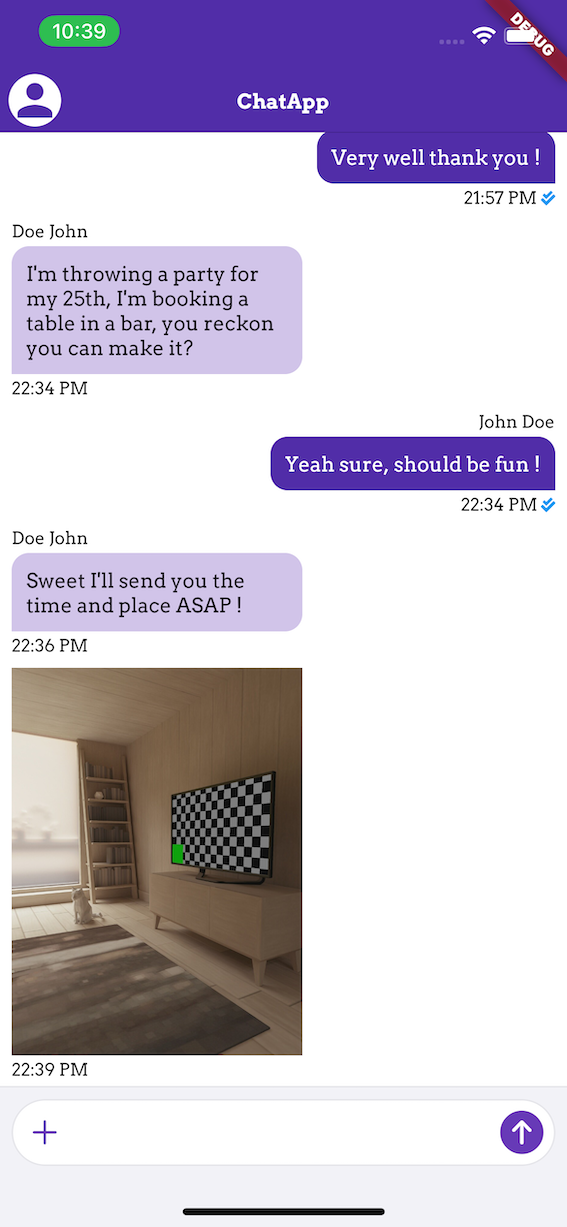 10:39
DEBUG
ChatApp
Very well thank you !
21:57 PM
Doe John
I'm throwing a party for
my 25th, I'm booking a
table in a bar, you reckon
you can make it?
22:34 PM
John Doe
Yeah sure, should be fun !
22:34 PM
Doe John
Sweet I'll send you the
time and place ASAP !
22:36 PM
22:39 PM